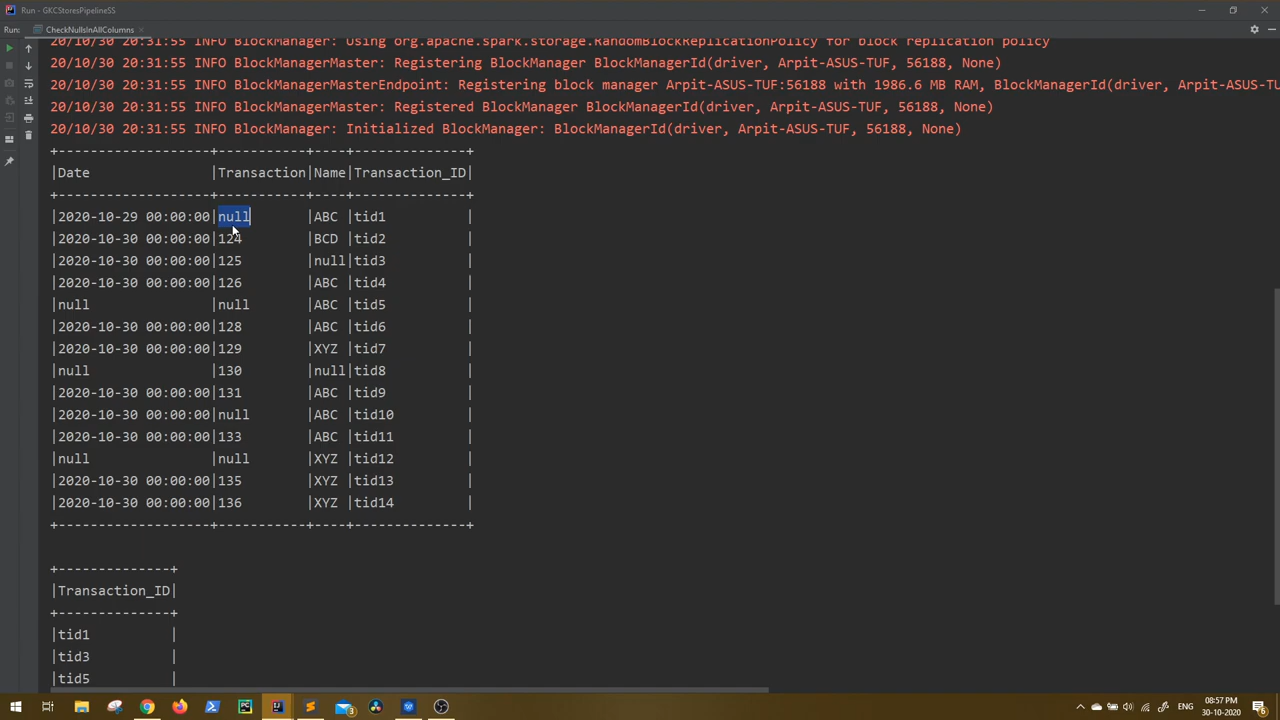 Run - GKCStoresPipelineSS
Run: CheckNullsInAllColumns
20/10/30 20:31:55 INFO BlockManager: Using org.apache.spark.storage.RandomBlockReplicationPolicy for block replication policy
20/10/30 20:31:55 INFO BlockManagerMaster: Registering BlockManager BlockManagerId(driver, Arpit-ASUS-TUF, 56188, None)
20/10/30 20:31:55 INFO BlockManagerMasterEndpoint: Registering block manager Arpit-ASUS-TUF:56188 with 1986.6 MB RAM, BlockManagerId(driver, Arpit-ASUS-TU
20/10/30 20:31:55 INFO BlockManagerMaster: Registered BlockManager BlockManagerId(driver, Arpit-ASUS-TUF, 56188, None)
20/10/30 20:31:55 INFO BlockManager: Initialized BlockManager: BlockManagerId(driver, Arpit-ASUS-TUF, 56188, None)
+-------------------+-----------+----+--------------+
|Date               |Transaction|Name|Transaction_ID|
+-------------------+-----------+----+--------------+
|2020-10-29 00:00:00|null       |ABC |tid1          |
|2020-10-30 00:00:00|124        |BCD |tid2          |
|2020-10-30 00:00:00|125        |null|tid3          |
|2020-10-30 00:00:00|126        |ABC |tid4          |
|null               |null       |ABC |tid5          |
|2020-10-30 00:00:00|128        |ABC |tid6          |
|2020-10-30 00:00:00|129        |XYZ |tid7          |
|null               |130        |null|tid8          |
|2020-10-30 00:00:00|131        |ABC |tid9          |
|2020-10-30 00:00:00|null       |ABC |tid10         |
|2020-10-30 00:00:00|133        |ABC |tid11         |
|null               |null       |XYZ |tid12         |
|2020-10-30 00:00:00|135        |XYZ |tid13         |
|2020-10-30 00:00:00|136        |XYZ |tid14         |
+-------------------+-----------+----+--------------+
+--------------+
|Transaction_ID|
+--------------+
|tid1          |
|tid3          |
|tid5          |
ENG
08:57 PM
30-10-2020